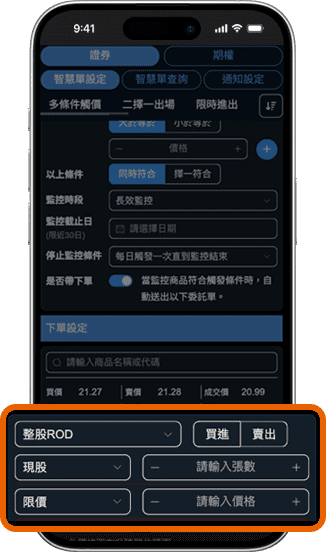 9:41
證券 期權
智慧單設定 智慧單查詢 通知設定
多條件觸價 二擇一出場 限時進出
大於等於 小於等於
價格
以上條件 同時符合 擇一符合
監控時段 長效監控
監控截止日 請選擇日期
(限近30日)
停止監控條件 每日觸發一次直到監控結束
是否帶下單 當監控商品符合觸發條件時，自
動送出以下委託單。
下單設定
請輸入商品名稱或代碼
買價 21.27 賣價 21.28 成交價 20.99
整股ROD 買進 賣出
現股 － 請輸入張數 ＋
限價 － 請輸入價格 ＋